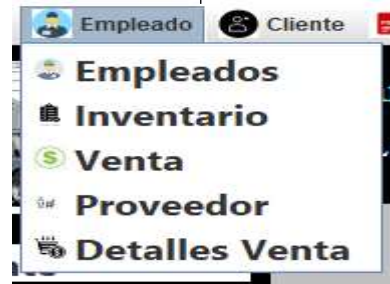 Empleado Cliente
Empleados
Inventario
Venta
Proveedor
Detalles Venta